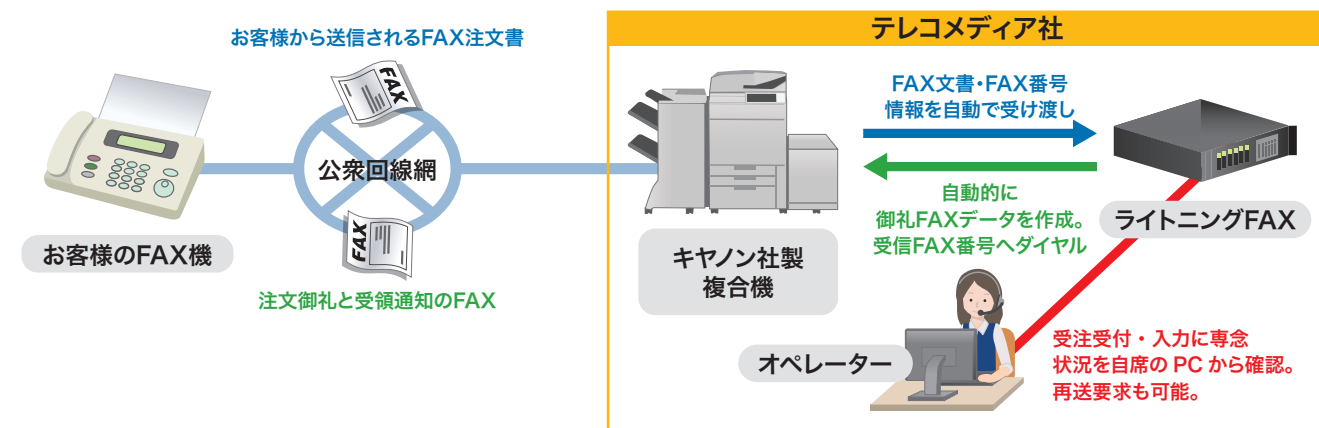 お客様から送信されるFAX注文書
FAX
公衆回線網
FAX
お客様のFAX機
注文御礼と受領通知のFAX
テレコメディア社
FAX文書・FAX番号
情報を自動で受け渡し
自動的に
御礼FAXデータを作成。
受信FAX番号へダイヤル
キヤノン社製
複合機
ライトニングFAX
オペレーター
受注受付・入力に専念
状況を自席の PC から確認。
再送要求も可能。